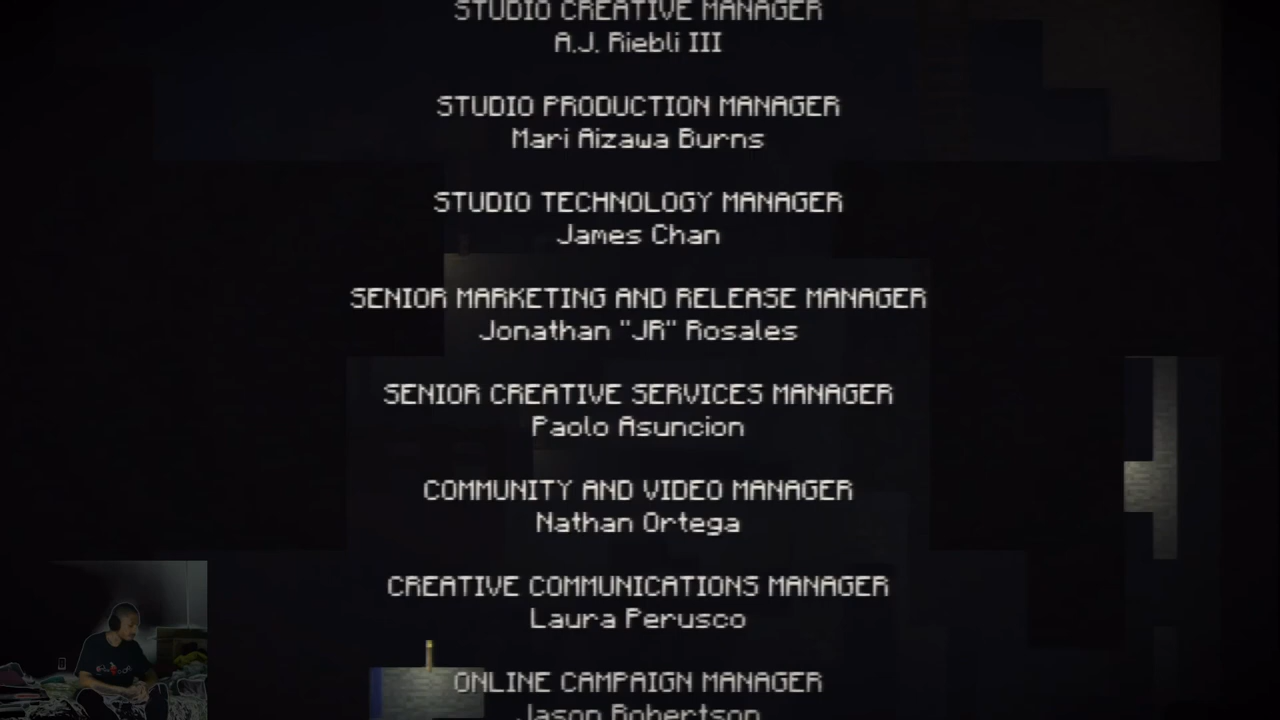 STUDIO CREATIVE MANAGER
A.J. Riebli III
STUDIO PRODUCTION MANAGER
Mari Aizawa Burns
STUDIO TECHNOLOGY MANAGER
James Chan
SENIOR MARKETING AND RELEASE MANAGER
Jonathan "JR" Rosales
SENIOR CREATIVE SERVICES MANAGER
Paolo Asuncion
COMMUNITY AND VIDEO MANAGER
Nathan Ortega
CREATIVE COMMUNICATIONS MANAGER
Laura Perusco
ONLINE CAMPAIGN MANAGER
Jason Robertson